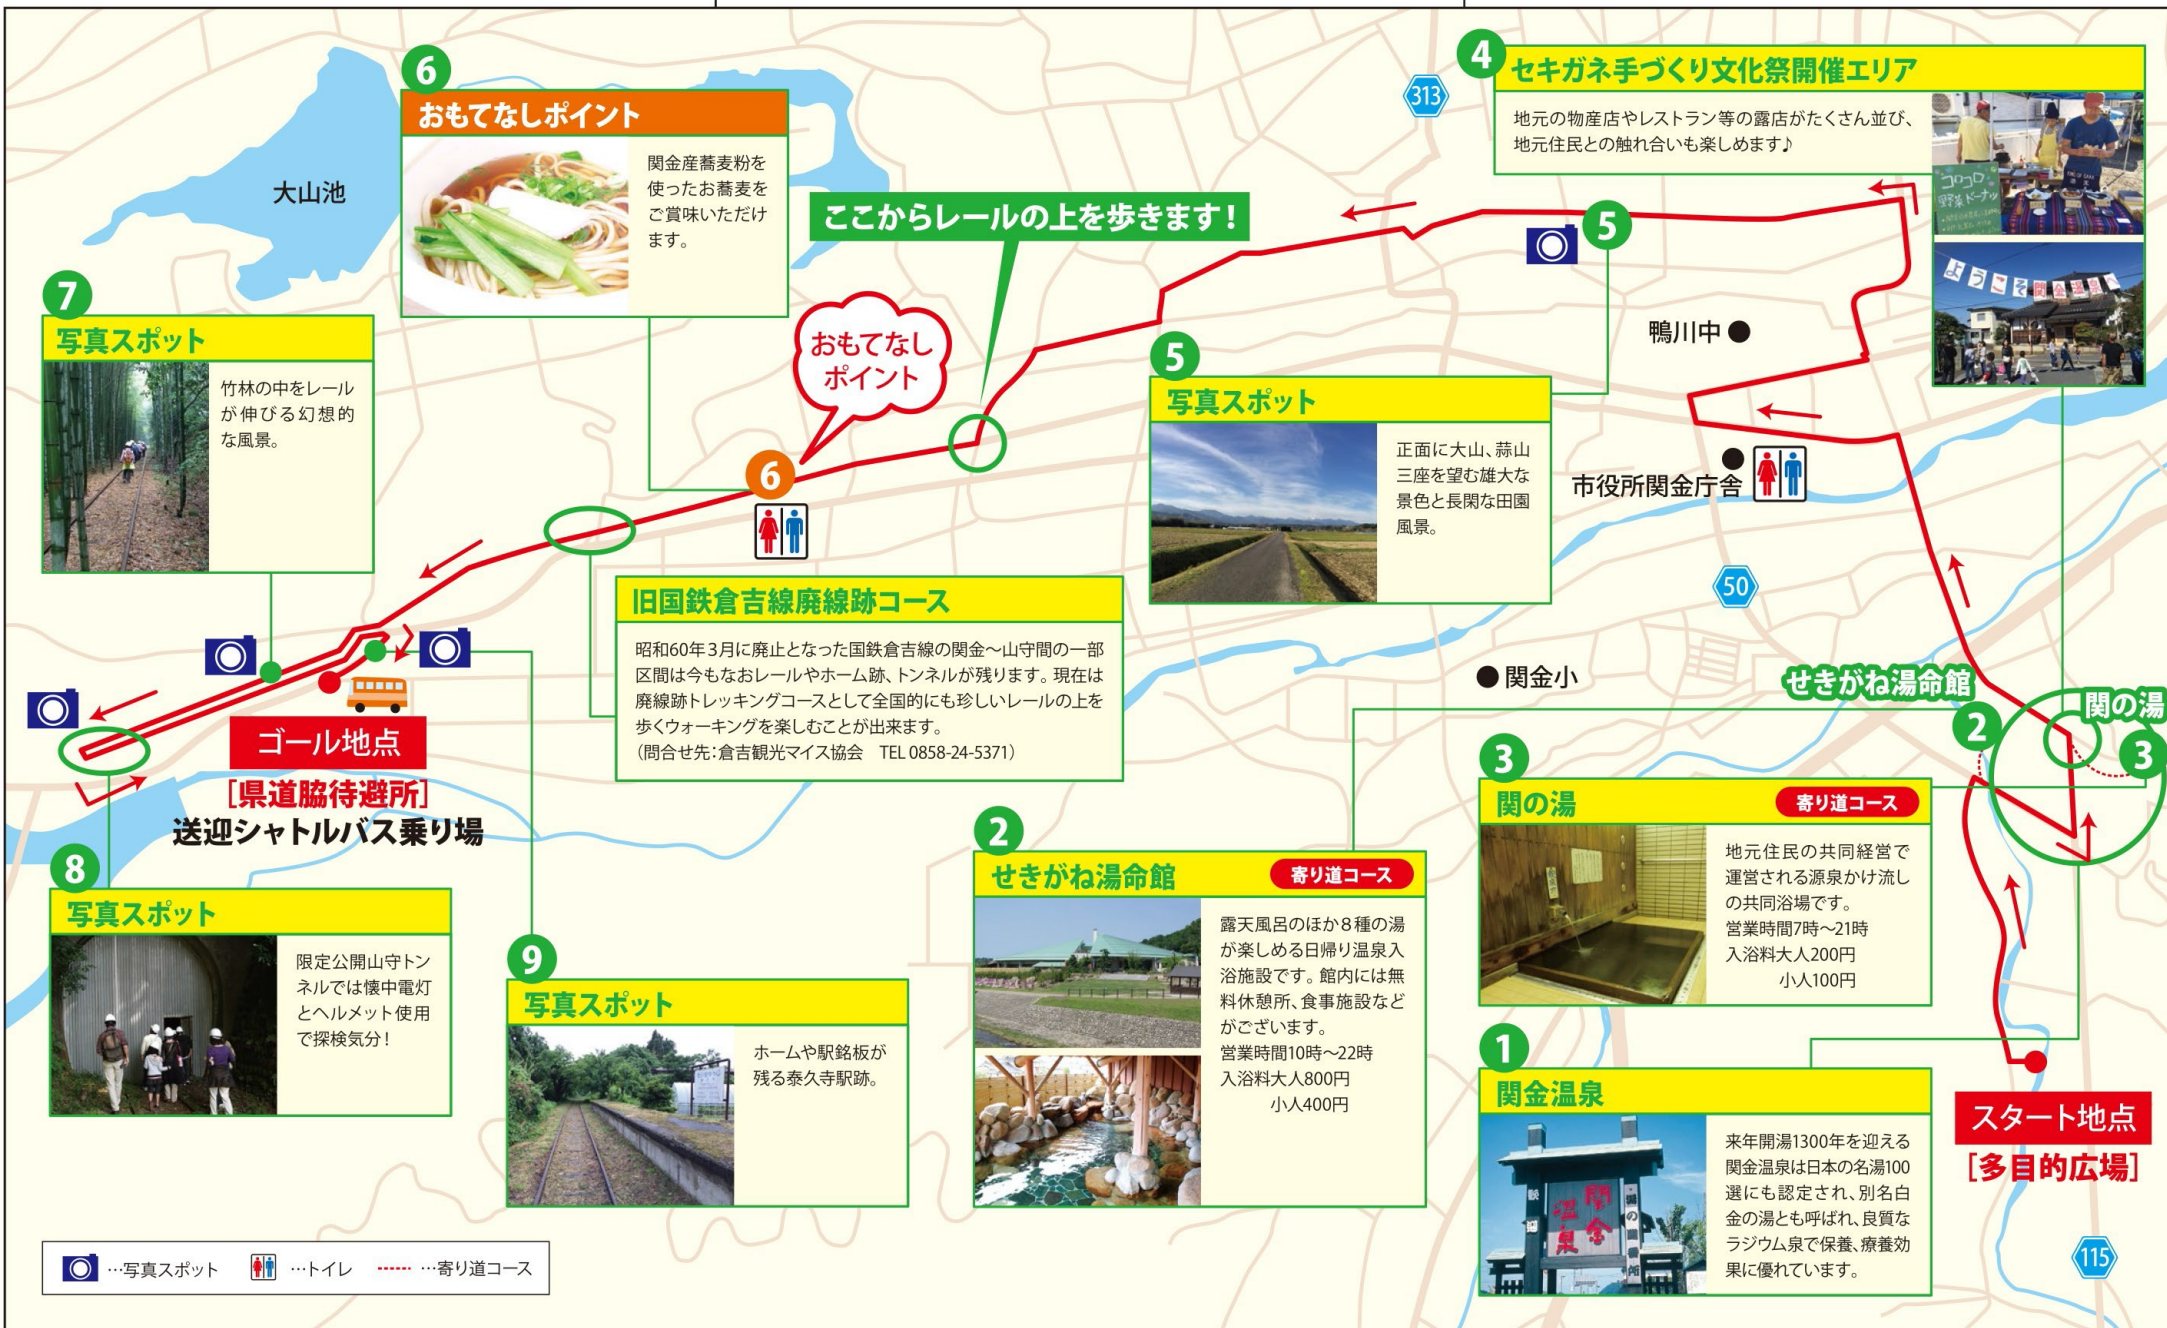 6
おもてなしポイント
関金産蕎麦粉を
使ったお蕎麦を
ご賞味いただけ
ます。
313
4
セキガネ手づくり文化祭開催エリア
地元の物産店やレストラン等の露店がたくさん並び、
地元住民との触れ合いも楽しめます♪
コロコロ
野菜ドーナツ
ようこそ関金温泉へ
大山池
ここからレールの上を歩きます！
5
7
写真スポット
竹林の中をレール
が伸びる幻想的
な風景。
おもてなし
ポイント
6
鴨川中
5
写真スポット
正面に大山、蒜山
三座を望む雄大な
景色と長閑な田園
風景。
市役所関金庁舎
50
旧国鉄倉吉線廃線跡コース
昭和60年3月に廃止となった国鉄倉吉線の関金～山守間の一部
区間は今もなおレールやホーム跡、トンネルが残ります。現在は
廃線跡トレッキングコースとして全国的にも珍しいレールの上を
歩くウォーキングを楽しむことが出来ます。
（問合せ先：倉吉観光マイス協会　TEL 0858-24-5371）
関金小
せきがね湯命館
2
関の湯
3
ゴール地点
［県道脇待避所］
送迎シャトルバス乗り場
3
関の湯
寄り道コース
地元住民の共同経営で
運営される源泉かけ流し
の共同浴場です。
営業時間7時～21時
入浴料大人200円
小人100円
2
せきがね湯命館
寄り道コース
露天風呂のほか８種の湯
が楽しめる日帰り温泉入
浴施設です。館内には無
料休憩所、食事施設など
がございます。
営業時間10時～22時
入浴料大人800円
小人400円
8
写真スポット
限定公開山守トン
ネルでは懐中電灯
とヘルメット使用
で探検気分！
9
写真スポット
ホームや駅銘板が
残る泰久寺駅跡。
1
関金温泉
来年開湯1300年を迎える
関金温泉は日本の名湯100
選にも認定され、別名白
金の湯とも呼ばれ、良質な
ラジウム泉で保養、療養効
果に優れています。
関金
温泉
スタート地点
［多目的広場］
115
…写真スポット
…トイレ
…寄り道コース